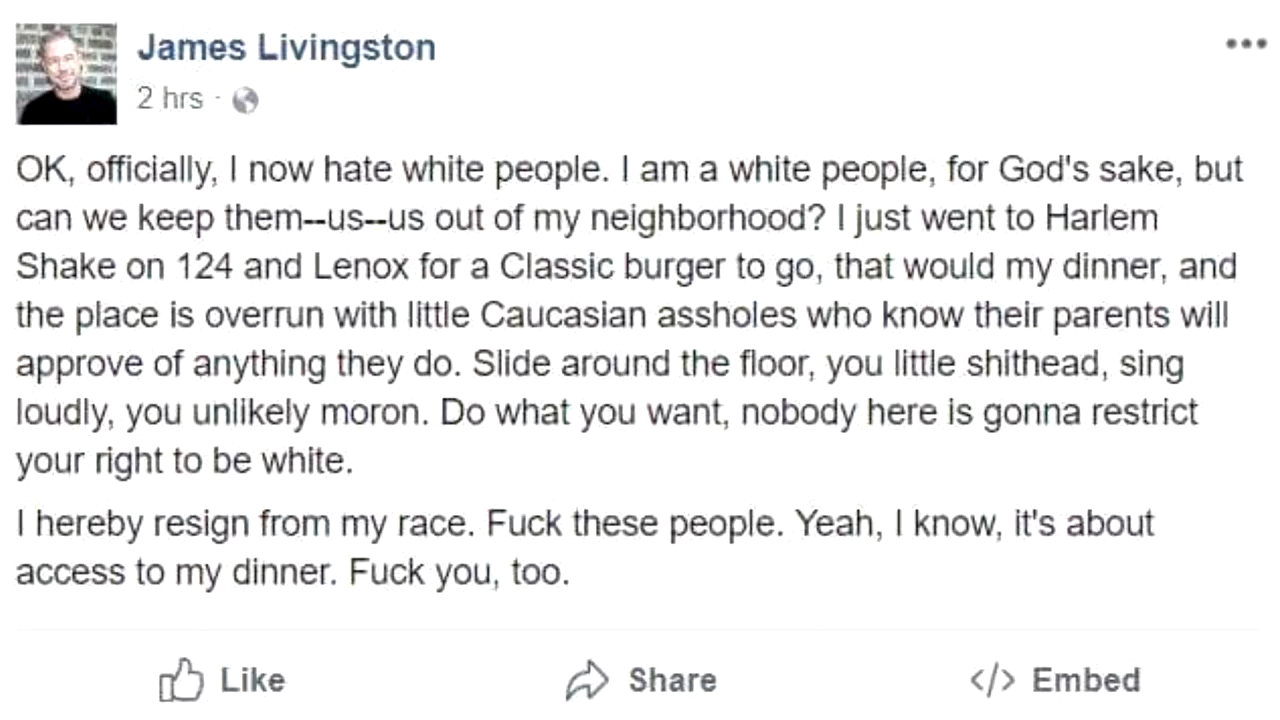 James Livingston
2 hrs ·
OK, officially, I now hate white people. I am a white people, for God's sake, but
can we keep them--us--us out of my neighborhood? I just went to Harlem
Shake on 124 and Lenox for a Classic burger to go, that would my dinner, and
the place is overrun with little Caucasian assholes who know their parents will
approve of anything they do. Slide around the floor, you little shithead, sing
loudly, you unlikely moron. Do what you want, nobody here is gonna restrict
your right to be white.
I hereby resign from my race. Fuck these people. Yeah, I know, it's about
access to my dinner. Fuck you, too.
Like Share </> Embed